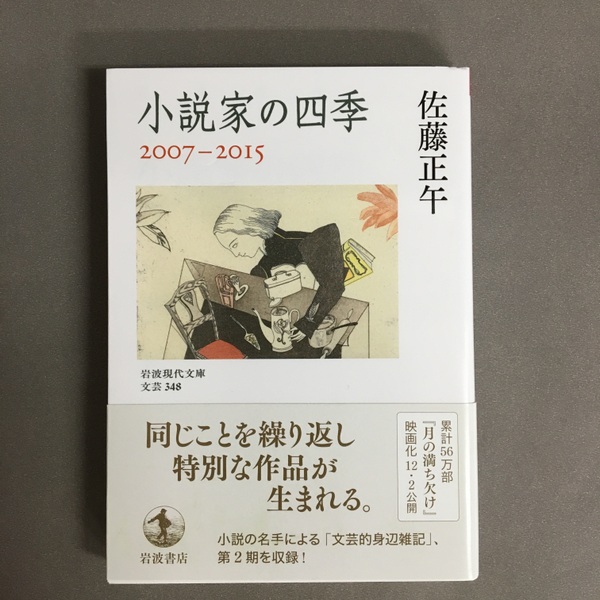 小説家の四季
2007–2015
佐藤正午
岩波現代文庫
文芸 348
同じことを繰り返し
特別な作品が
生まれる。
累計56万部
『月の満ち欠け』
映画化 12・2公開
岩波書店
小説の名手による「文芸的身辺雑記」、
第2期を収録！